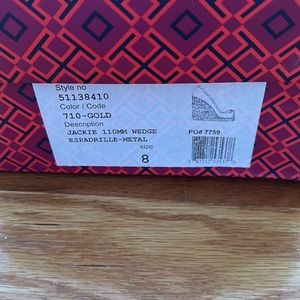 Style no
51138410
Color / Code
710-GOLD
Description
JACKIE 110MM WEDGE
ESPADRILLE-METAL
PO# 7759
size
8